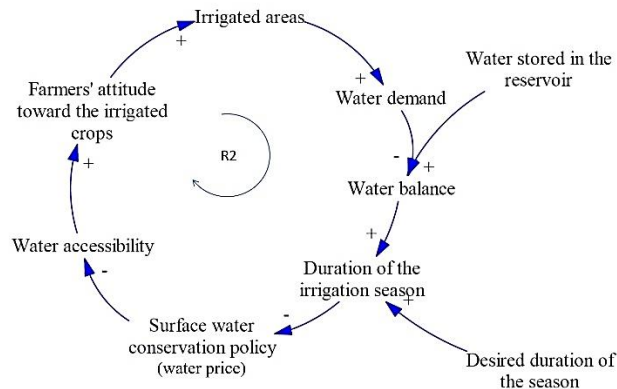 Irrigated areas
+
+
Water demand
Water stored in the
reservoir
-
+
Water balance
+
Duration of the
irrigation season
+
Desired duration of
the season
-
Surface water
conservation policy
(water price)
-
Water accessibility
+
Farmers' attitude
toward the irrigated
crops
R2